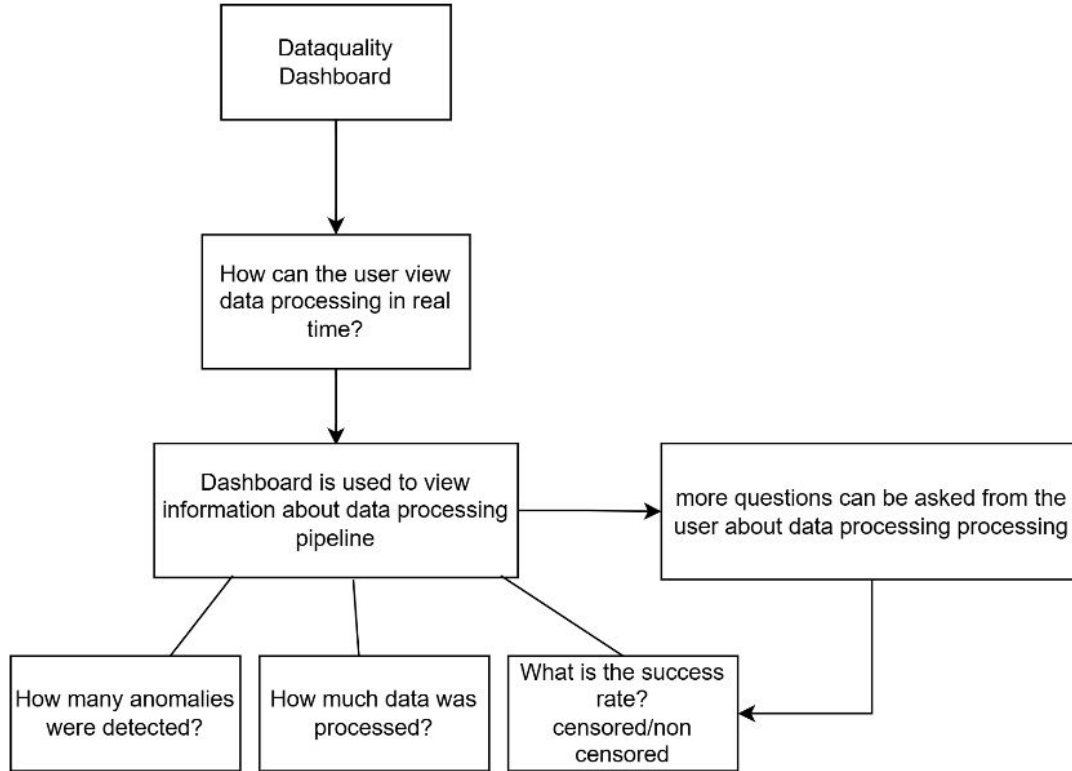 Dataquality
Dashboard
How can the user view
data processing in real
time?
Dashboard is used to view
information about data processing
pipeline
more questions can be asked from the
user about data processing processing
How many anomalies
were detected?
How much data was
processed?
What is the success
rate?
censored/non
censored